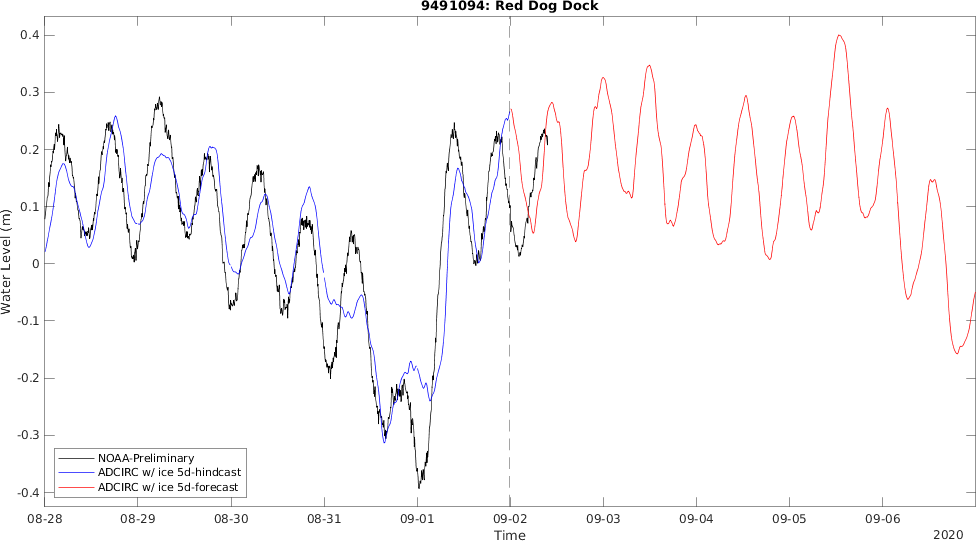 9491094: Red Dog Dock
0.4
0.3
0.2
0.1
0
-0.1
-0.2
-0.3
-0.4
Water Level (m)
NOAA-Preliminary
ADCIRC w/ ice 5d-hindcast
ADCIRC w/ ice 5d-forecast
08-28 08-29 08-30 08-31 09-01 09-02 09-03 09-04 09-05 09-06
Time
2020